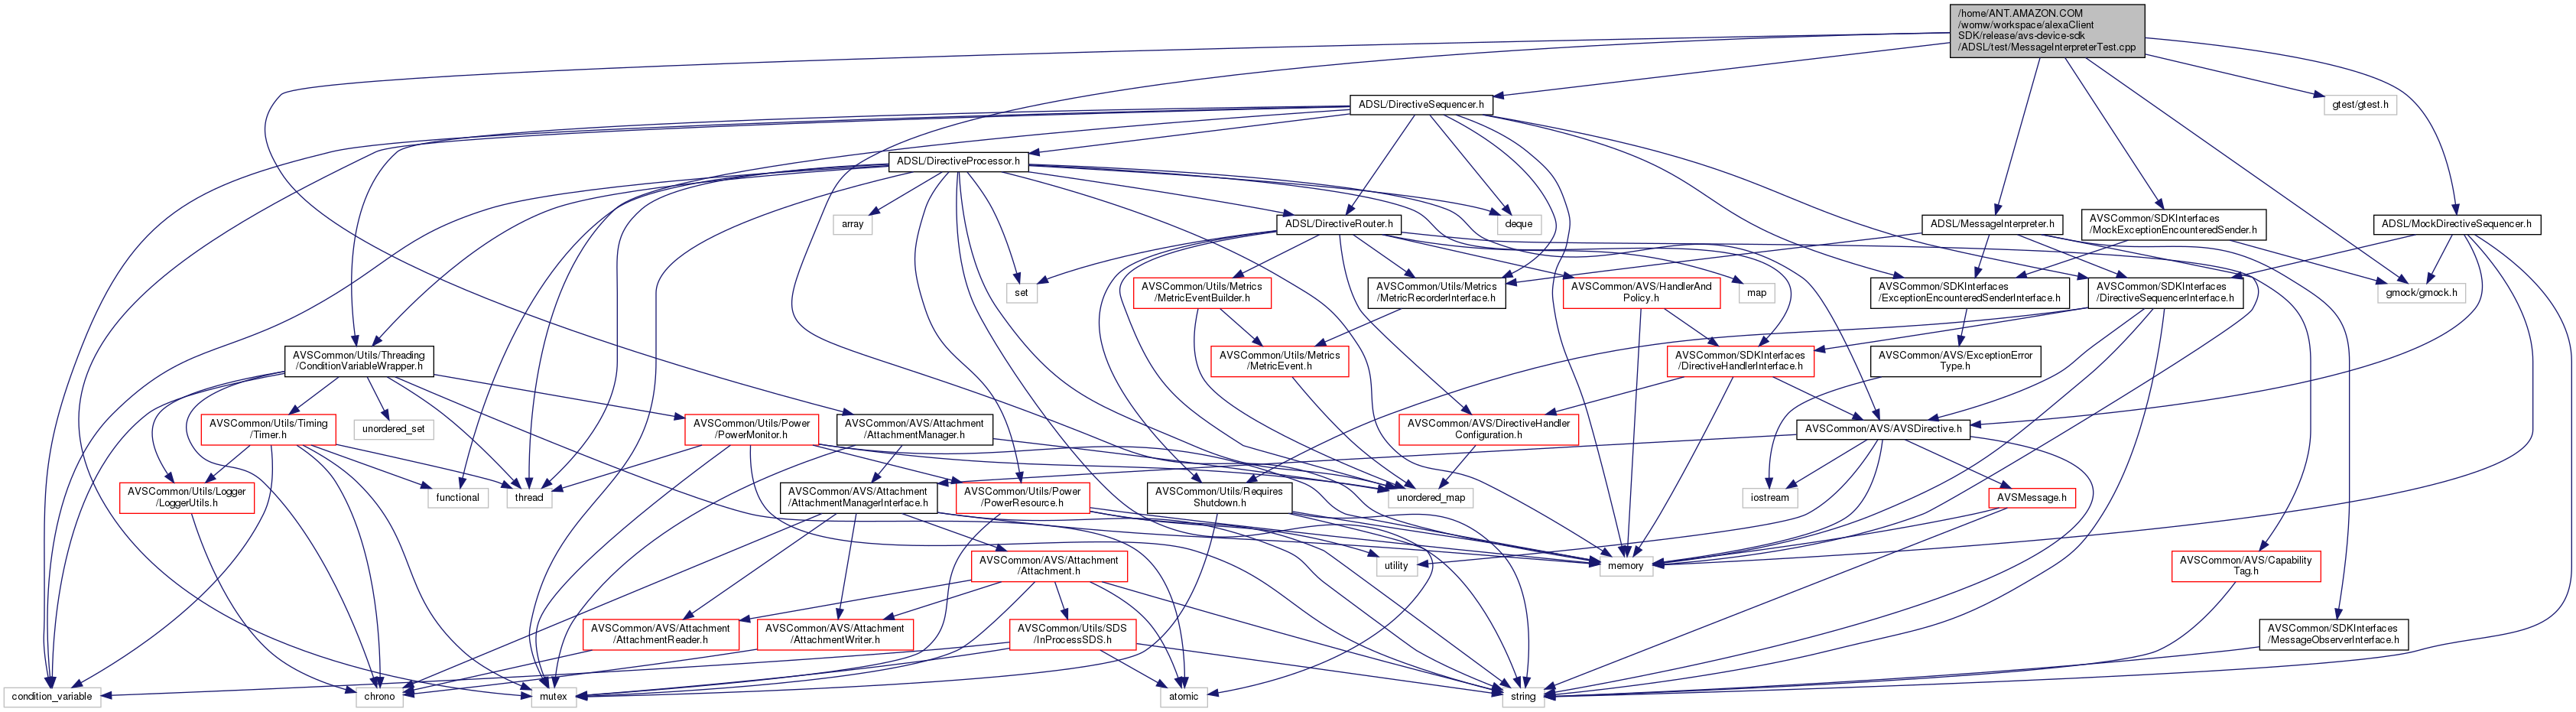 /home/ANT.AMAZON.COM
/womw/workspace/alexaClient
SDK/release/avs-device-sdk
/ADSL/test/MessageInterpreterTest.cpp
ADSL/DirectiveSequencer.h
gtest/gtest.h
ADSL/DirectiveProcessor.h
array
ADSL/DirectiveRouter.h
deque
ADSL/MessageInterpreter.h
AVSCommon/SDKInterfaces
/MockExceptionEncounteredSender.h
ADSL/MockDirectiveSequencer.h
set
AVSCommon/Utils/Metrics
/MetricEventBuilder.h
AVSCommon/Utils/Metrics
/MetricRecorderInterface.h
AVSCommon/AVS/HandlerAnd
Policy.h
map
AVSCommon/SDKInterfaces
/ExceptionEncounteredSenderInterface.h
AVSCommon/SDKInterfaces
/DirectiveSequencerInterface.h
gmock/gmock.h
AVSCommon/Utils/Threading
/ConditionVariableWrapper.h
AVSCommon/Utils/Metrics
/MetricEvent.h
AVSCommon/SDKInterfaces
/DirectiveHandlerInterface.h
AVSCommon/AVS/ExceptionError
Type.h
AVSCommon/Utils/Timing
/Timer.h
unordered_set
AVSCommon/Utils/Power
/PowerMonitor.h
AVSCommon/AVS/Attachment
/AttachmentManager.h
AVSCommon/AVS/DirectiveHandler
Configuration.h
AVSCommon/AVS/AVSDirective.h
AVSCommon/Utils/Logger
/LoggerUtils.h
functional
thread
AVSCommon/AVS/Attachment
/AttachmentManagerInterface.h
AVSCommon/Utils/Power
/PowerResource.h
AVSCommon/Utils/Requires
Shutdown.h
unordered_map
iostream
AVSMessage.h
AVSCommon/AVS/Attachment
/Attachment.h
utility
memory
AVSCommon/AVS/Capability
Tag.h
AVSCommon/AVS/Attachment
/AttachmentReader.h
AVSCommon/AVS/Attachment
/AttachmentWriter.h
AVSCommon/Utils/SDS
/InProcessSDS.h
AVSCommon/SDKInterfaces
/MessageObserverInterface.h
condition_variable
chrono
mutex
atomic
string